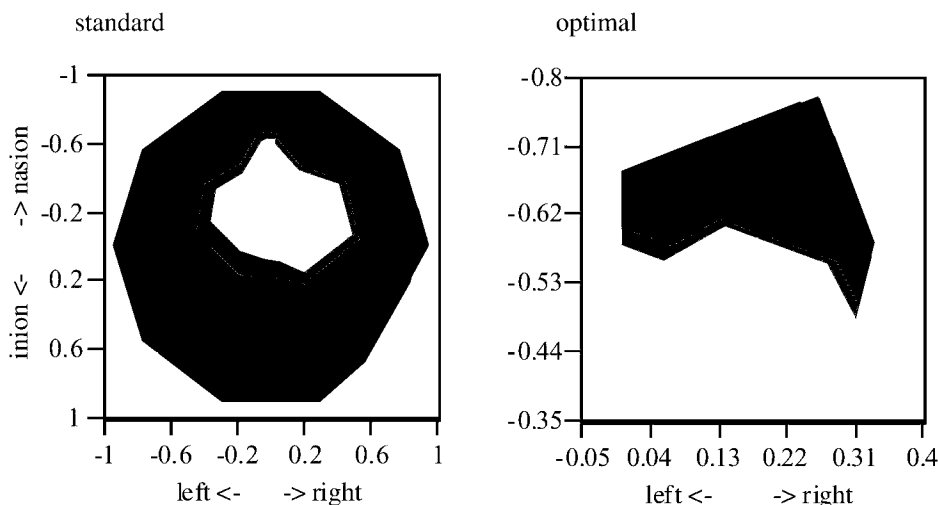 standard
optimal
-1
-0.6
-0.2
0.2
0.6
1
inion <-     -> nasion
-1 -0.6 -0.2 0.2 0.6 1
left <-     -> right
-0.8
-0.71
-0.62
-0.53
-0.44
-0.35
-0.05 0.04 0.13 0.22 0.31 0.4
left <-     -> right